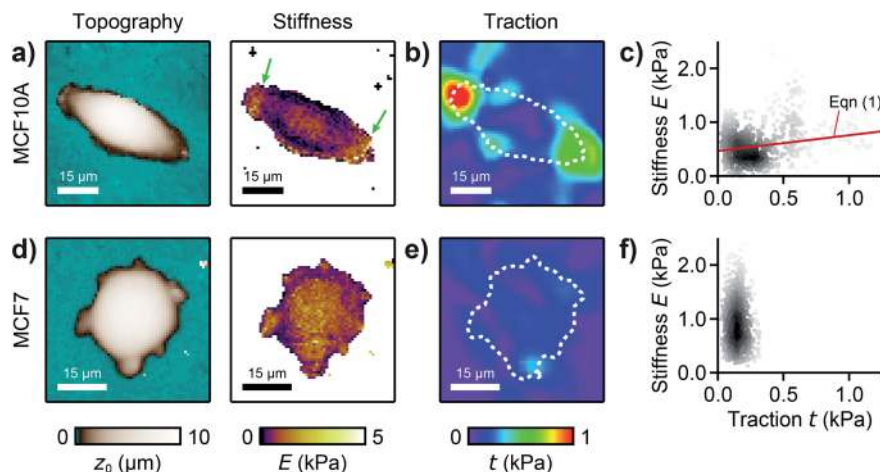 Topography Stiffness Traction
a) b) c)
MCF10A
15 μm 15 μm 15 μm
Stiffness E (kPa)
2.0
1.0
0.0
Eqn (1)
0.0 0.5 1.0
d) e) f)
MCF7
15 μm 15 μm 15 μm
Stiffness E (kPa)
2.0
1.0
0.0
0.0 0.5 1.0
Traction t (kPa)
0 10 0 5 0 1
z₀ (μm) E (kPa) t (kPa)